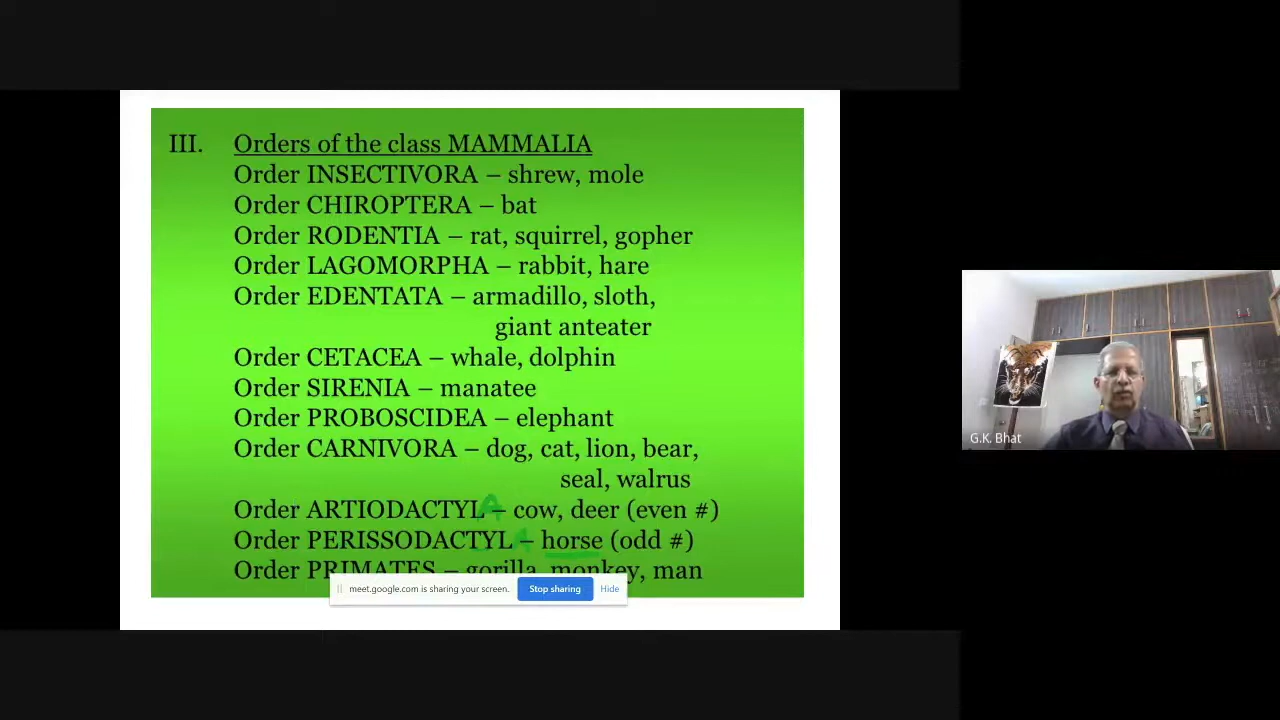 III. Orders of the class MAMMALIA
Order INSECTIVORA – shrew, mole
Order CHIROPTERA – bat
Order RODENTIA – rat, squirrel, gopher
Order LAGOMORPHA – rabbit, hare
Order EDENTATA – armadillo, sloth,
giant anteater
Order CETACEA – whale, dolphin
Order SIRENIA – manatee
Order PROBOSCIDEA – elephant
Order CARNIVORA – dog, cat, lion, bear,
seal, walrus
Order ARTIODACTYLA – cow, deer (even #)
Order PERISSODACTYLA – horse (odd #)
Order PRIMATES – gorilla, monkey, man
meet.google.com is sharing your screen. Stop sharing Hide
G.K. Bhat